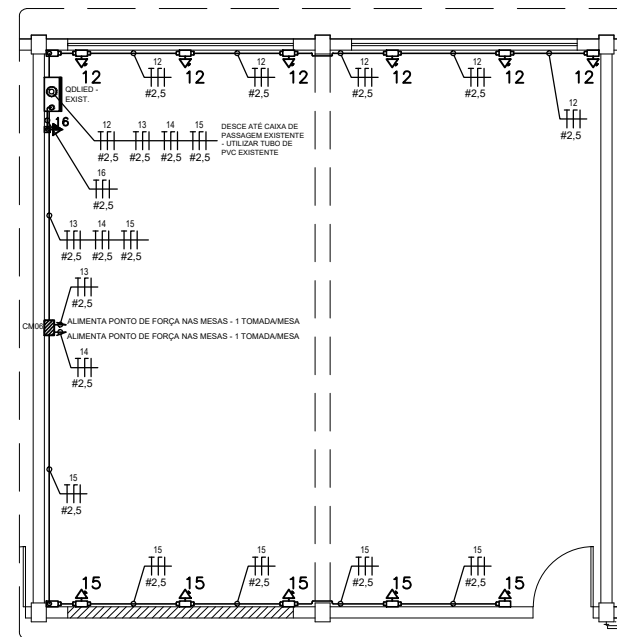 12 12 12 12 12
#2,5 #2,5 #2,5 #2,5 #2,5
12 12 12 12 12 12
QDLIED -
EXIST.
12
#2,5
16
12 13 14 15
#2,5 #2,5 #2,5 #2,5
DESCE ATÉ CAIXA DE
PASSAGEM EXISTENTE
- UTILIZAR TUBO DE
PVC EXISTENTE
16
#2,5
13 14 15
#2,5 #2,5 #2,5
13
#2,5
CM06
ALIMENTA PONTO DE FORÇA NAS MESAS - 1 TOMADA/MESA
ALIMENTA PONTO DE FORÇA NAS MESAS - 1 TOMADA/MESA
14
#2,5
15
#2,5
15 15 15 15
#2,5 #2,5 #2,5 #2,5
15 15 15 15 15